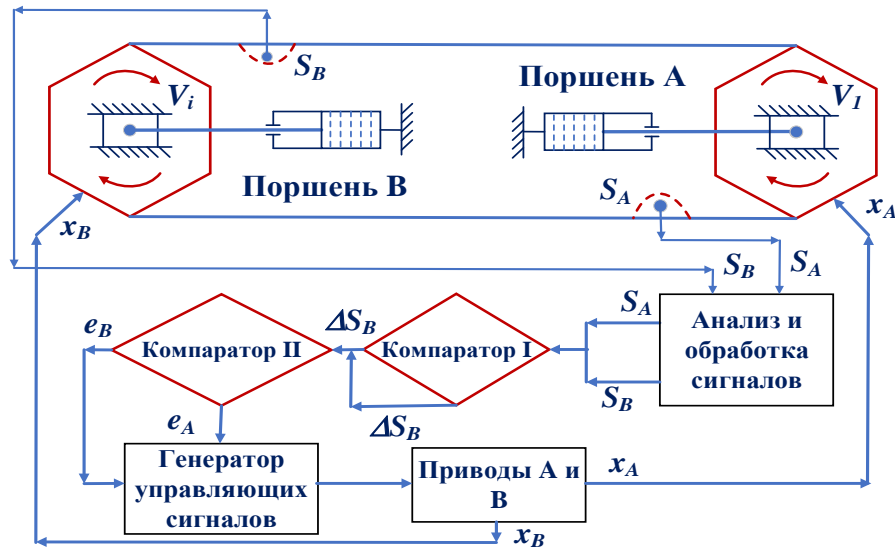 S_B
Поршень А
V_i
V_1
Поршень В
S_A
x_B
x_A
S_B
S_A
e_B
ΔS_B
S_A
Анализ и
обработка
сигналов
Компаратор II
Компаратор I
S_B
e_A
ΔS_B
Генератор
управляющих
сигналов
Приводы А и
В
x_A
x_B